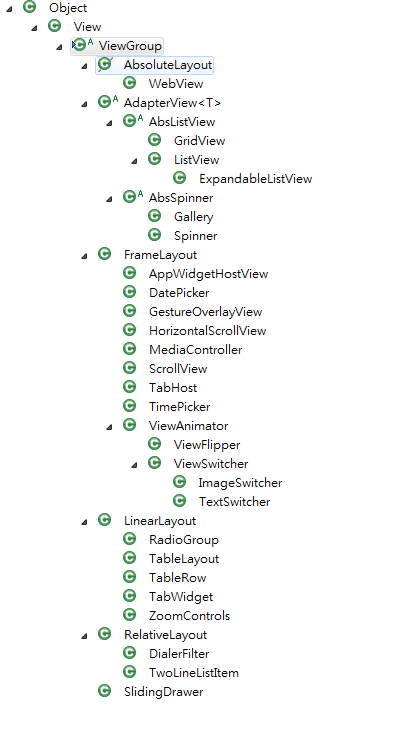 Object
View
ViewGroup
AbsoluteLayout
WebView
AdapterView<T>
AbsListView
GridView
ListView
ExpandableListView
AbsSpinner
Gallery
Spinner
FrameLayout
AppWidgetHostView
DatePicker
GestureOverlayView
HorizontalScrollView
MediaController
ScrollView
TabHost
TimePicker
ViewAnimator
ViewFlipper
ViewSwitcher
ImageSwitcher
TextSwitcher
LinearLayout
RadioGroup
TableLayout
TableRow
TabWidget
ZoomControls
RelativeLayout
DialerFilter
TwoLineListItem
SlidingDrawer